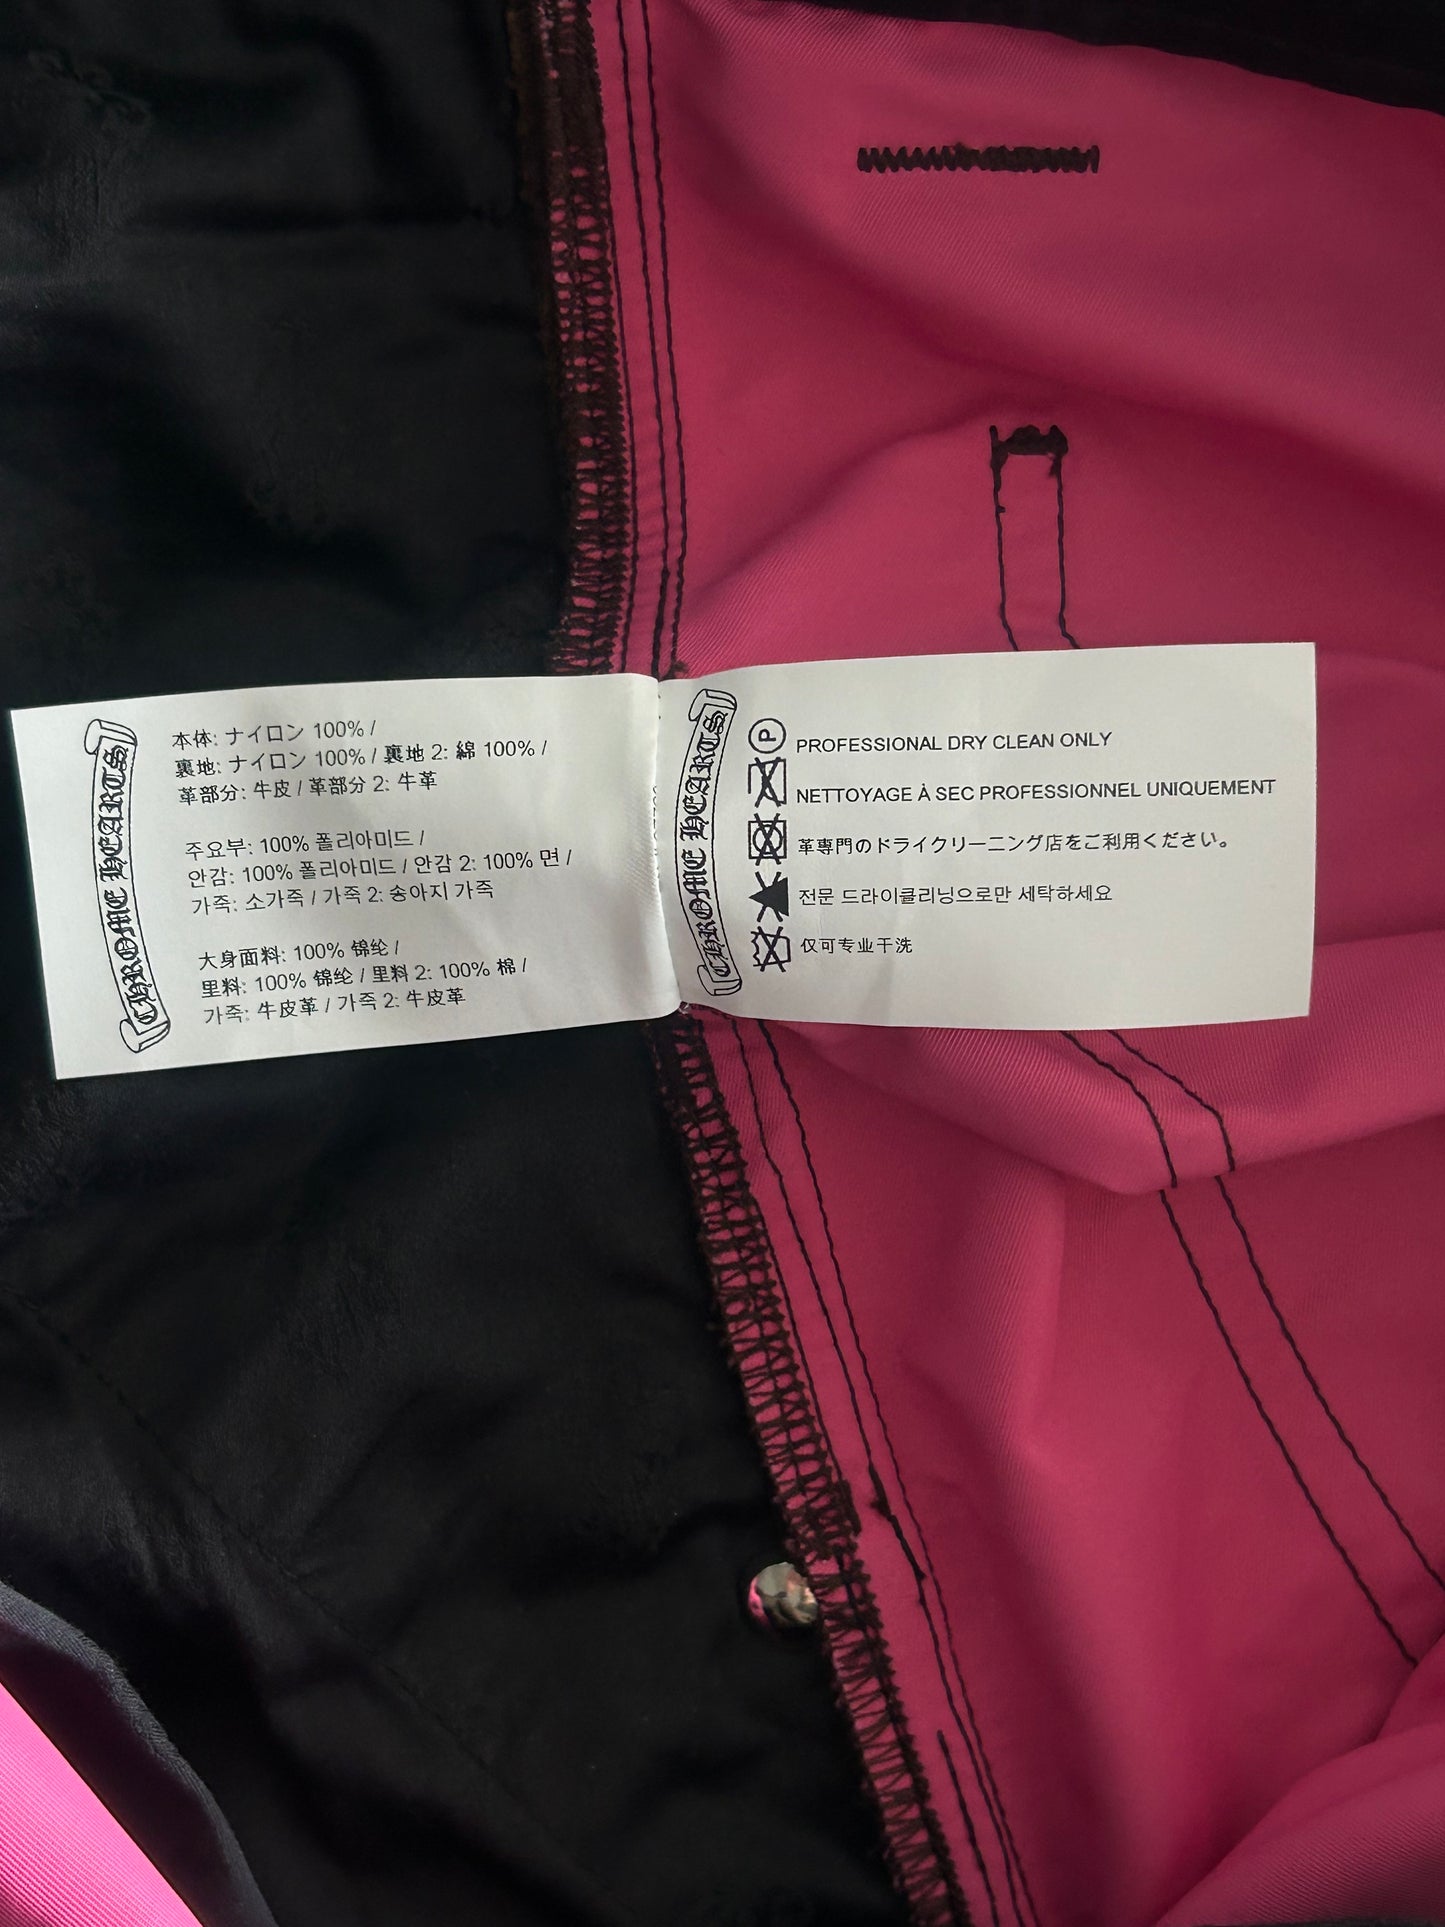 CHROME HEARTS
本体: ナイロン 100% /
裏地: ナイロン 100% / 裏地 2: 綿 100% /
革部分: 牛皮 / 革部分 2: 牛革
주요부: 100% 폴리아미드 /
안감: 100% 폴리아미드 / 안감 2: 100% 면 /
가죽: 소가죽 / 가죽 2: 송아지 가죽
大身面料: 100% 锦纶 /
里料: 100% 锦纶 / 里料 2: 100% 棉 /
가죽: 牛皮革 / 가죽 2: 牛皮革
CHROME HEARTS
P PROFESSIONAL DRY CLEAN ONLY
NETTOYAGE À SEC PROFESSIONNEL UNIQUEMENT
革専門のドライクリーニング店をご利用ください。
전문 드라이클리닝으로만 세탁하세요
仅可专业干洗